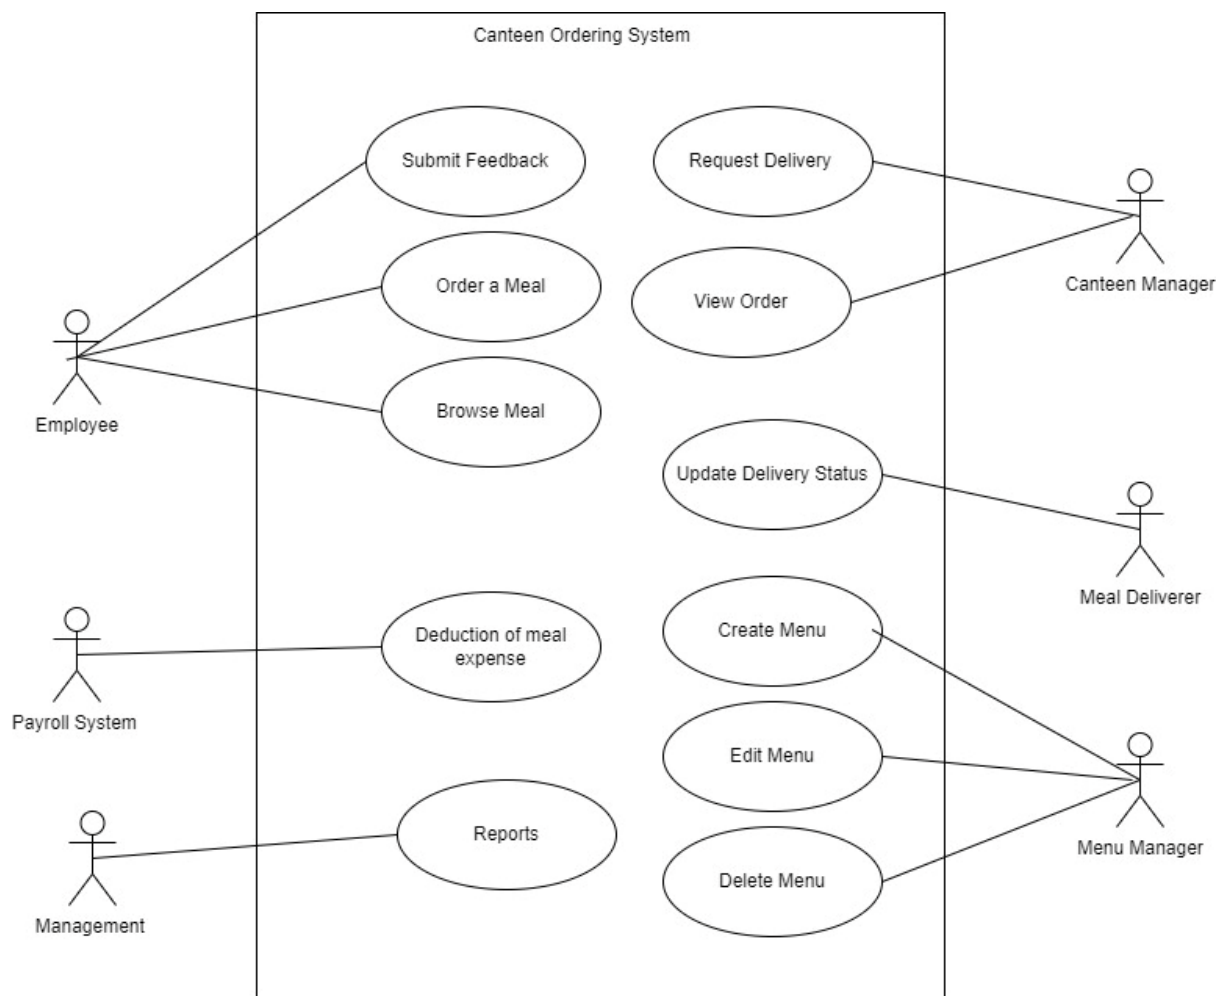 Canteen Ordering System
Submit Feedback
Request Delivery
Order a Meal
View Order
Canteen Manager
Browse Meal
Employee
Update Delivery Status
Meal Deliverer
Deduction of meal
expense
Create Menu
Payroll System
Edit Menu
Reports
Menu Manager
Delete Menu
Management